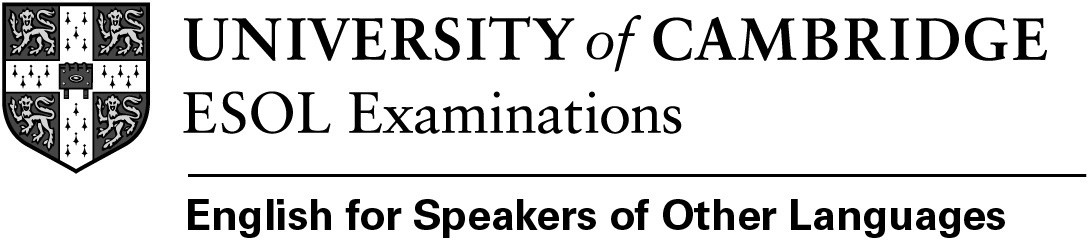 UNIVERSITY of CAMBRIDGE
ESOL Examinations
English for Speakers of Other Languages